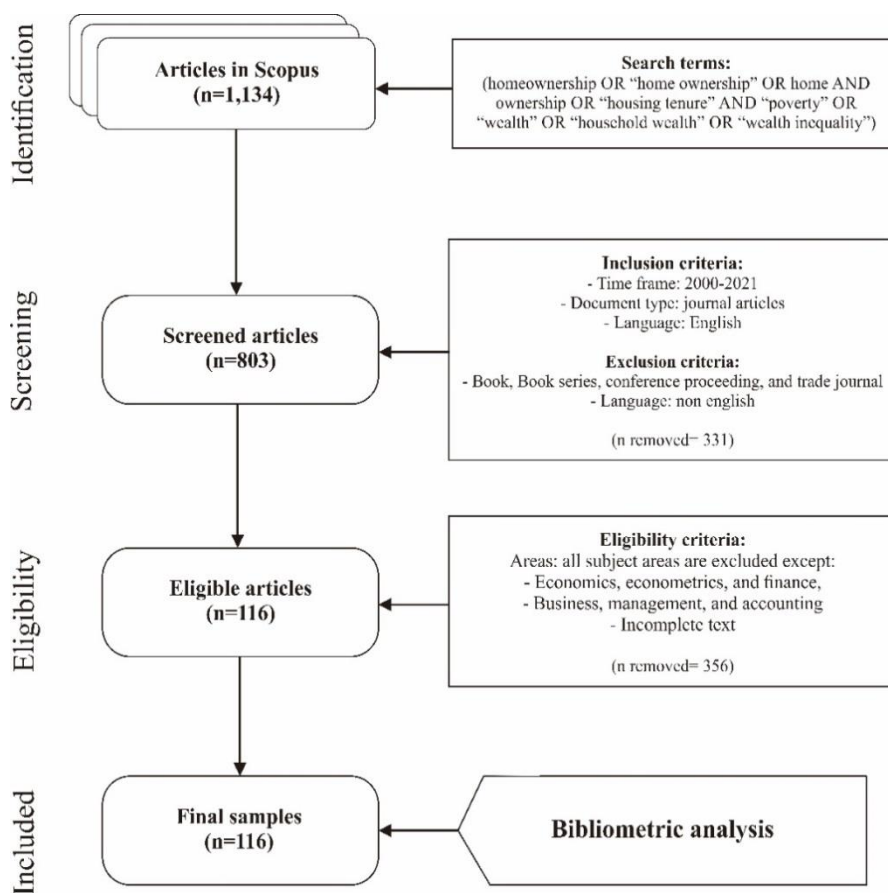 Identification
Articles in Scopus
(n=1,134)
Search terms:
(homeownership OR “home ownership” OR home AND
ownership OR “housing tenure” AND “poverty” OR
“wealth” OR “household wealth” OR “wealth inequality”)
Screening
Screened articles
(n=803)
Inclusion criteria:
- Time frame: 2000-2021
- Document type: journal articles
- Language: English
Exclusion criteria:
- Book, Book series, conference proceeding, and trade journal
- Language: non english
(n removed= 331)
Eligibility
Eligible articles
(n=116)
Eligibility criteria:
Areas: all subject areas are excluded except:
- Economics, econometrics, and finance,
- Business, management, and accounting
- Incomplete text
(n removed= 356)
Included
Final samples
(n=116)
Bibliometric analysis